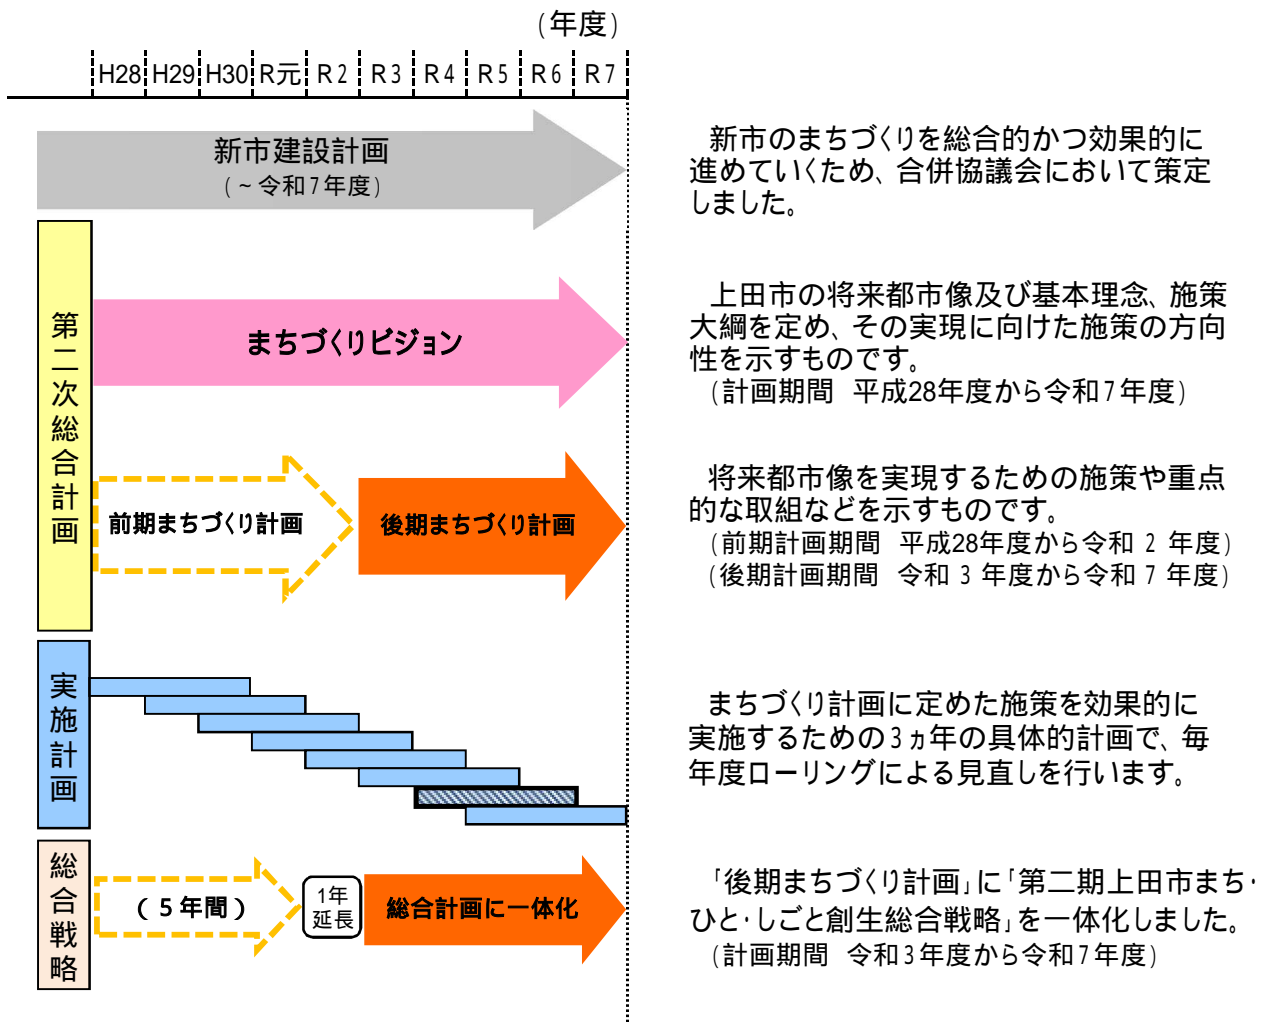 (年度)
H28 H29 H30 R元 R2 R3 R4 R5 R6 R7
新市建設計画
(~令和7年度)
新市のまちづくりを総合的かつ効果的に
進めていくため、合併協議会において策定
しました。
第二次総合計画
まちづくりビジョン
上田市の将来都市像及び基本理念、施策
大綱を定め、その実現に向けた施策の方向
性を示すものです。
(計画期間 平成28年度から令和7年度)
前期まちづくり計画
後期まちづくり計画
将来都市像を実現するための施策や重点
的な取組などを示すものです。
(前期計画期間 平成28年度から令和2年度)
(後期計画期間 令和3年度から令和7年度)
実施計画
まちづくり計画に定めた施策を効果的に
実施するための3ヵ年の具体的計画で、毎
年度ローリングによる見直しを行います。
総合戦略
(5年間)
1年
延長
総合計画に一体化
「後期まちづくり計画」に「第二期上田市まち・
ひと・しごと創生総合戦略」を一体化しました。
(計画期間 令和3年度から令和7年度)